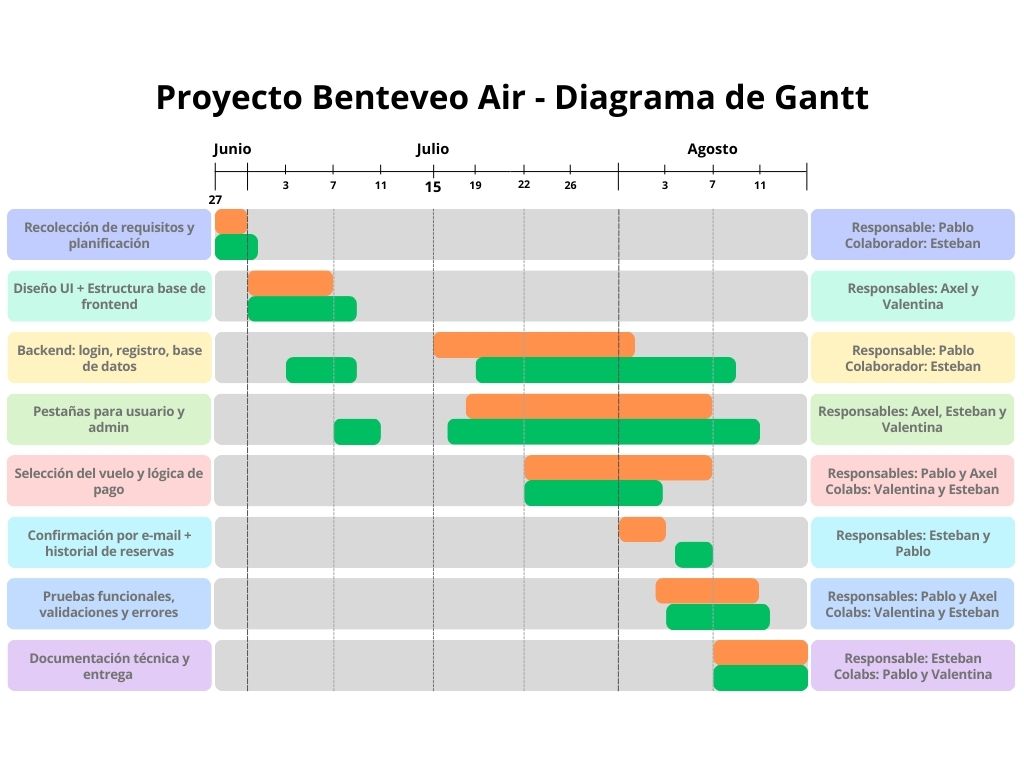 Proyecto Benteveo Air - Diagrama de Gantt
Junio
Julio
Agosto
27
3
7
11
15
19
22
26
3
7
11
Recolección de requisitos y
planificación
Responsable: Pablo
Colaborador: Esteban
Diseño UI + Estructura base de
frontend
Responsables: Axel y
Valentina
Backend: login, registro, base
de datos
Responsable: Pablo
Colaborador: Esteban
Pestañas para usuario y
admin
Responsables: Axel, Esteban y
Valentina
Selección del vuelo y lógica de
pago
Responsables: Pablo y Axel
Colabs: Valentina y Esteban
Confirmación por e-mail +
historial de reservas
Responsables: Esteban y
Pablo
Pruebas funcionales,
validaciones y errores
Responsables: Pablo y Axel
Colabs: Valentina y Esteban
Documentación técnica y
entrega
Responsable: Esteban
Colabs: Pablo y Valentina